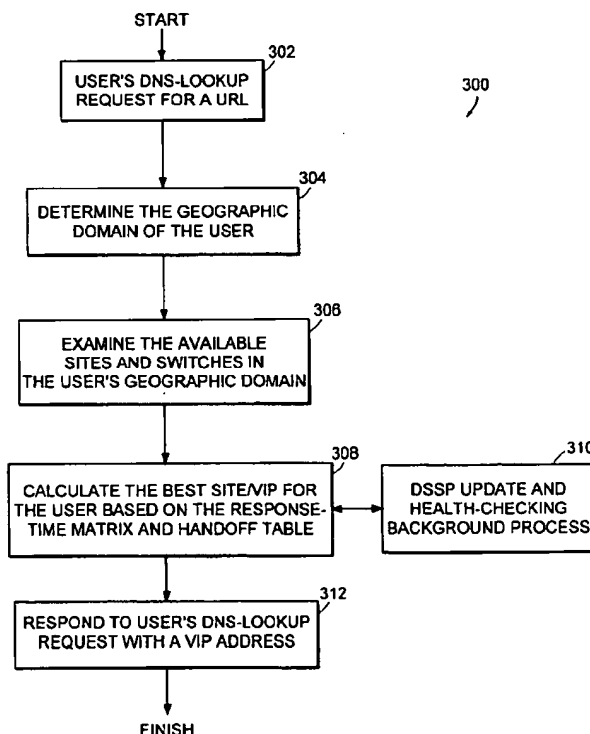 START
302
USER'S DNS-LOOKUP
REQUEST FOR A URL
300
304
DETERMINE THE GEOGRAPHIC
DOMAIN OF THE USER
306
EXAMINE THE AVAILABLE
SITES AND SWITCHES IN
THE USER'S GEOGRAPHIC DOMAIN
308
CALCULATE THE BEST SITE/VIP FOR
THE USER BASED ON THE RESPONSE-
TIME MATRIX AND HANDOFF TABLE
310
DSSP UPDATE AND
HEALTH-CHECKING
BACKGROUND PROCESS
312
RESPOND TO USER'S DNS-LOOKUP
REQUEST WITH A VIP ADDRESS
FINISH